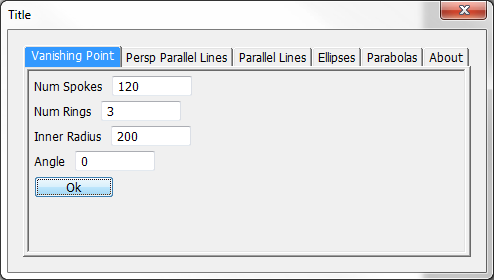 Title
Vanishing Point Persp Parallel Lines Parallel Lines Ellipses Parabolas About
Num Spokes 120
Num Rings 3
Inner Radius 200
Angle 0
Ok